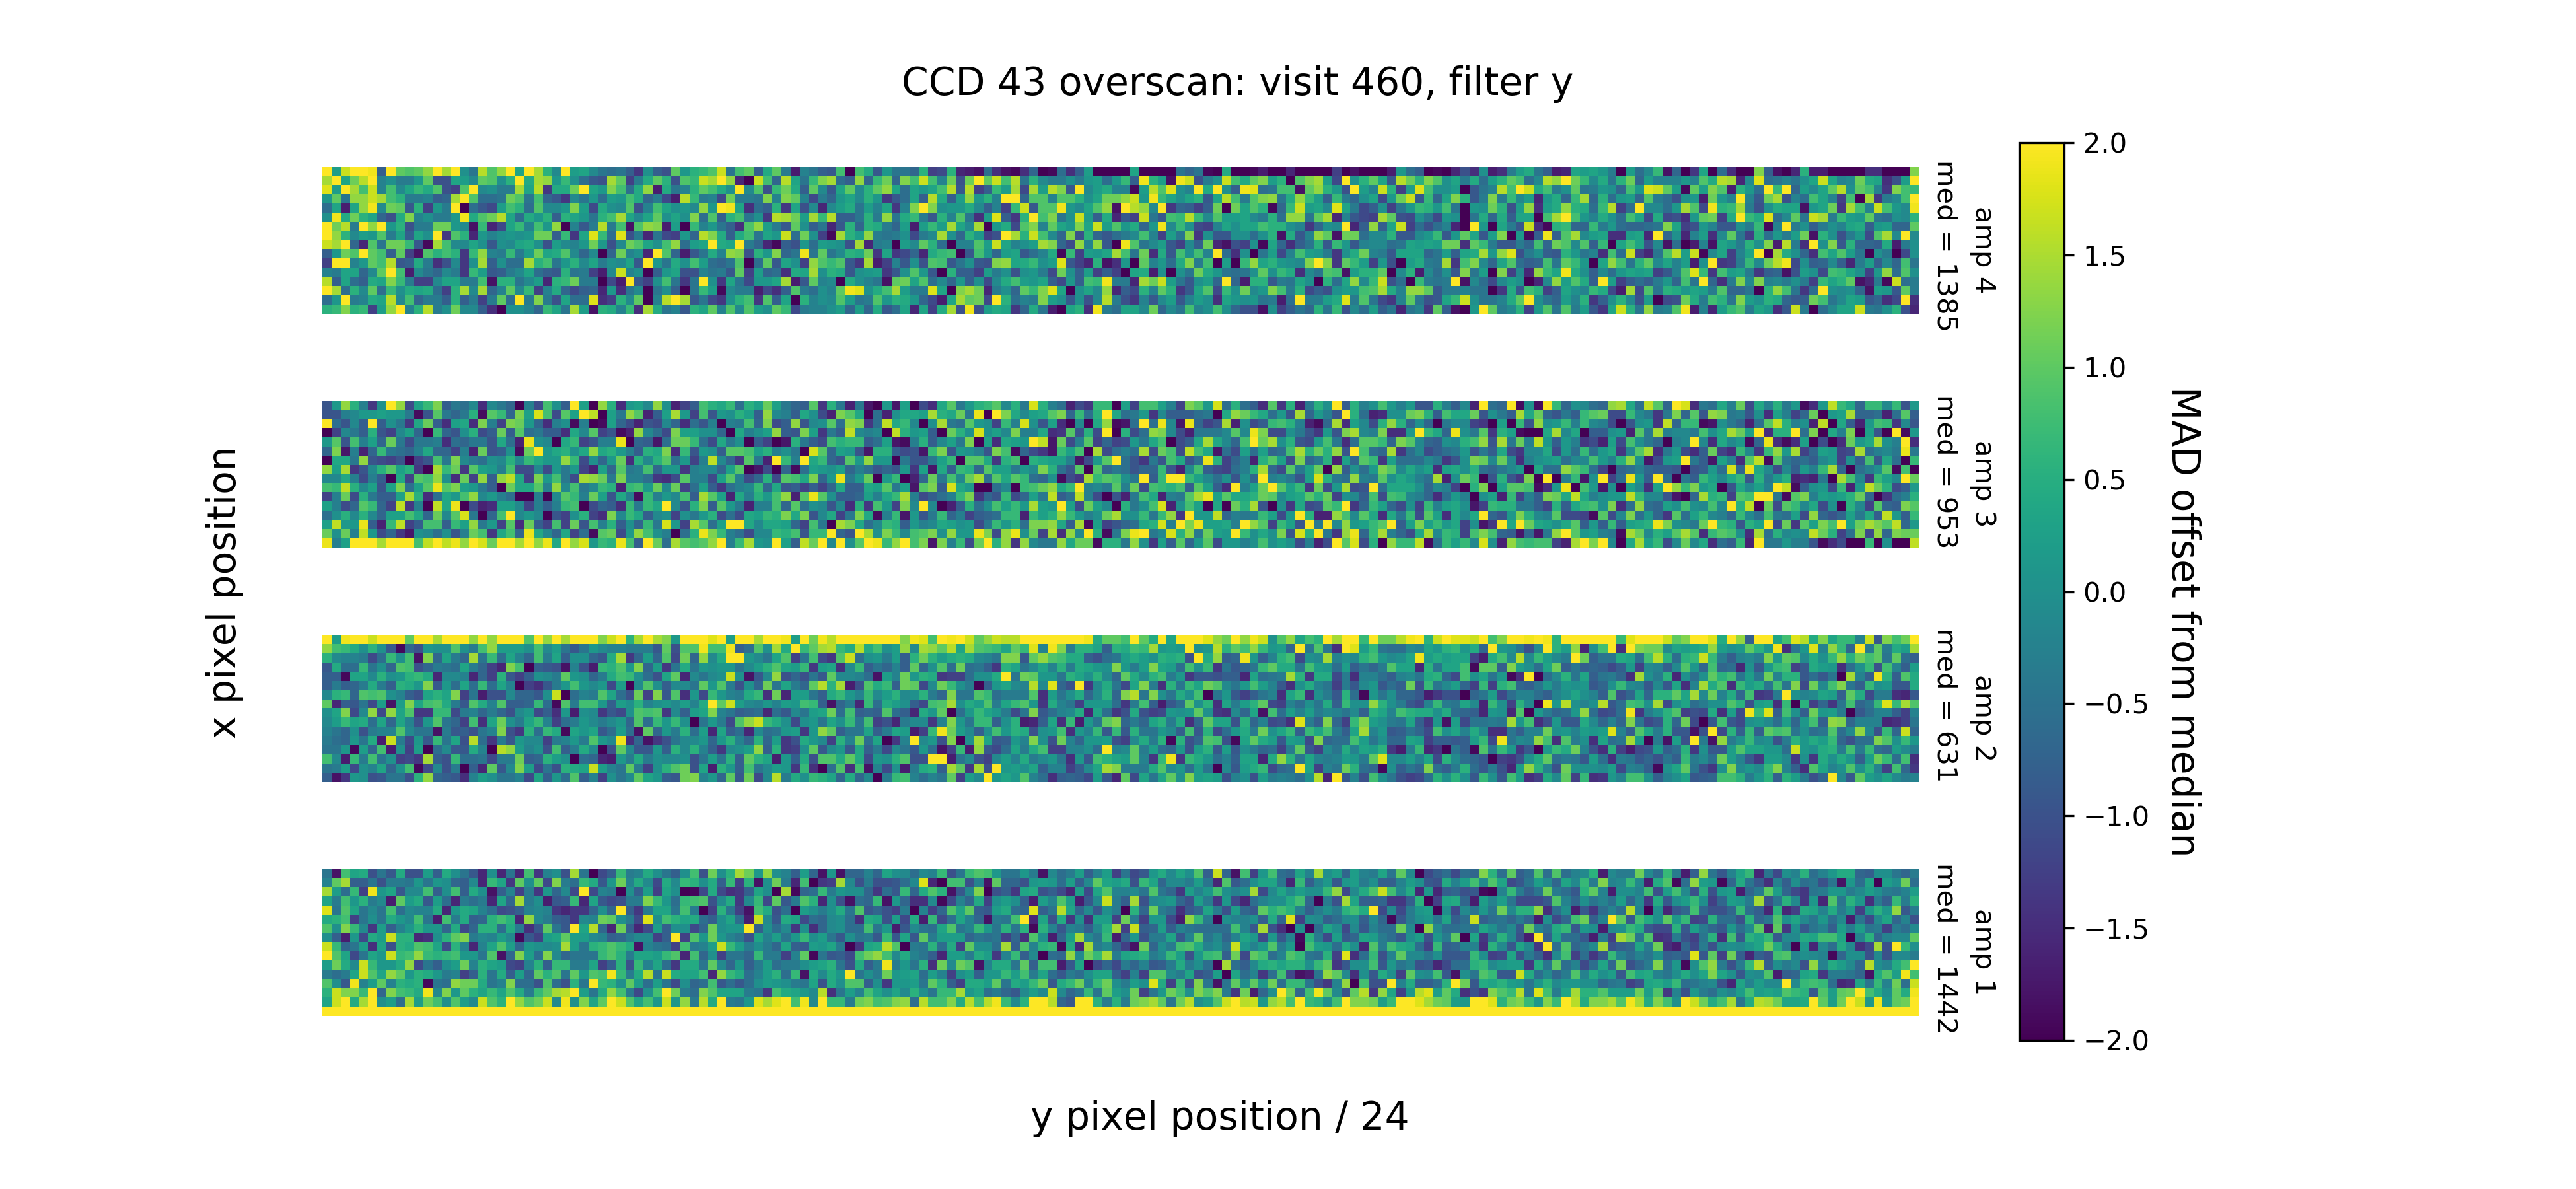 CCD 43 overscan: visit 460, filter y
x pixel position
amp 4
med = 1385
amp 3
med = 953
amp 2
med = 631
amp 1
med = 1442
y pixel position / 24
2.0
1.5
1.0
0.5
0.0
−0.5
−1.0
−1.5
−2.0
MAD offset from median